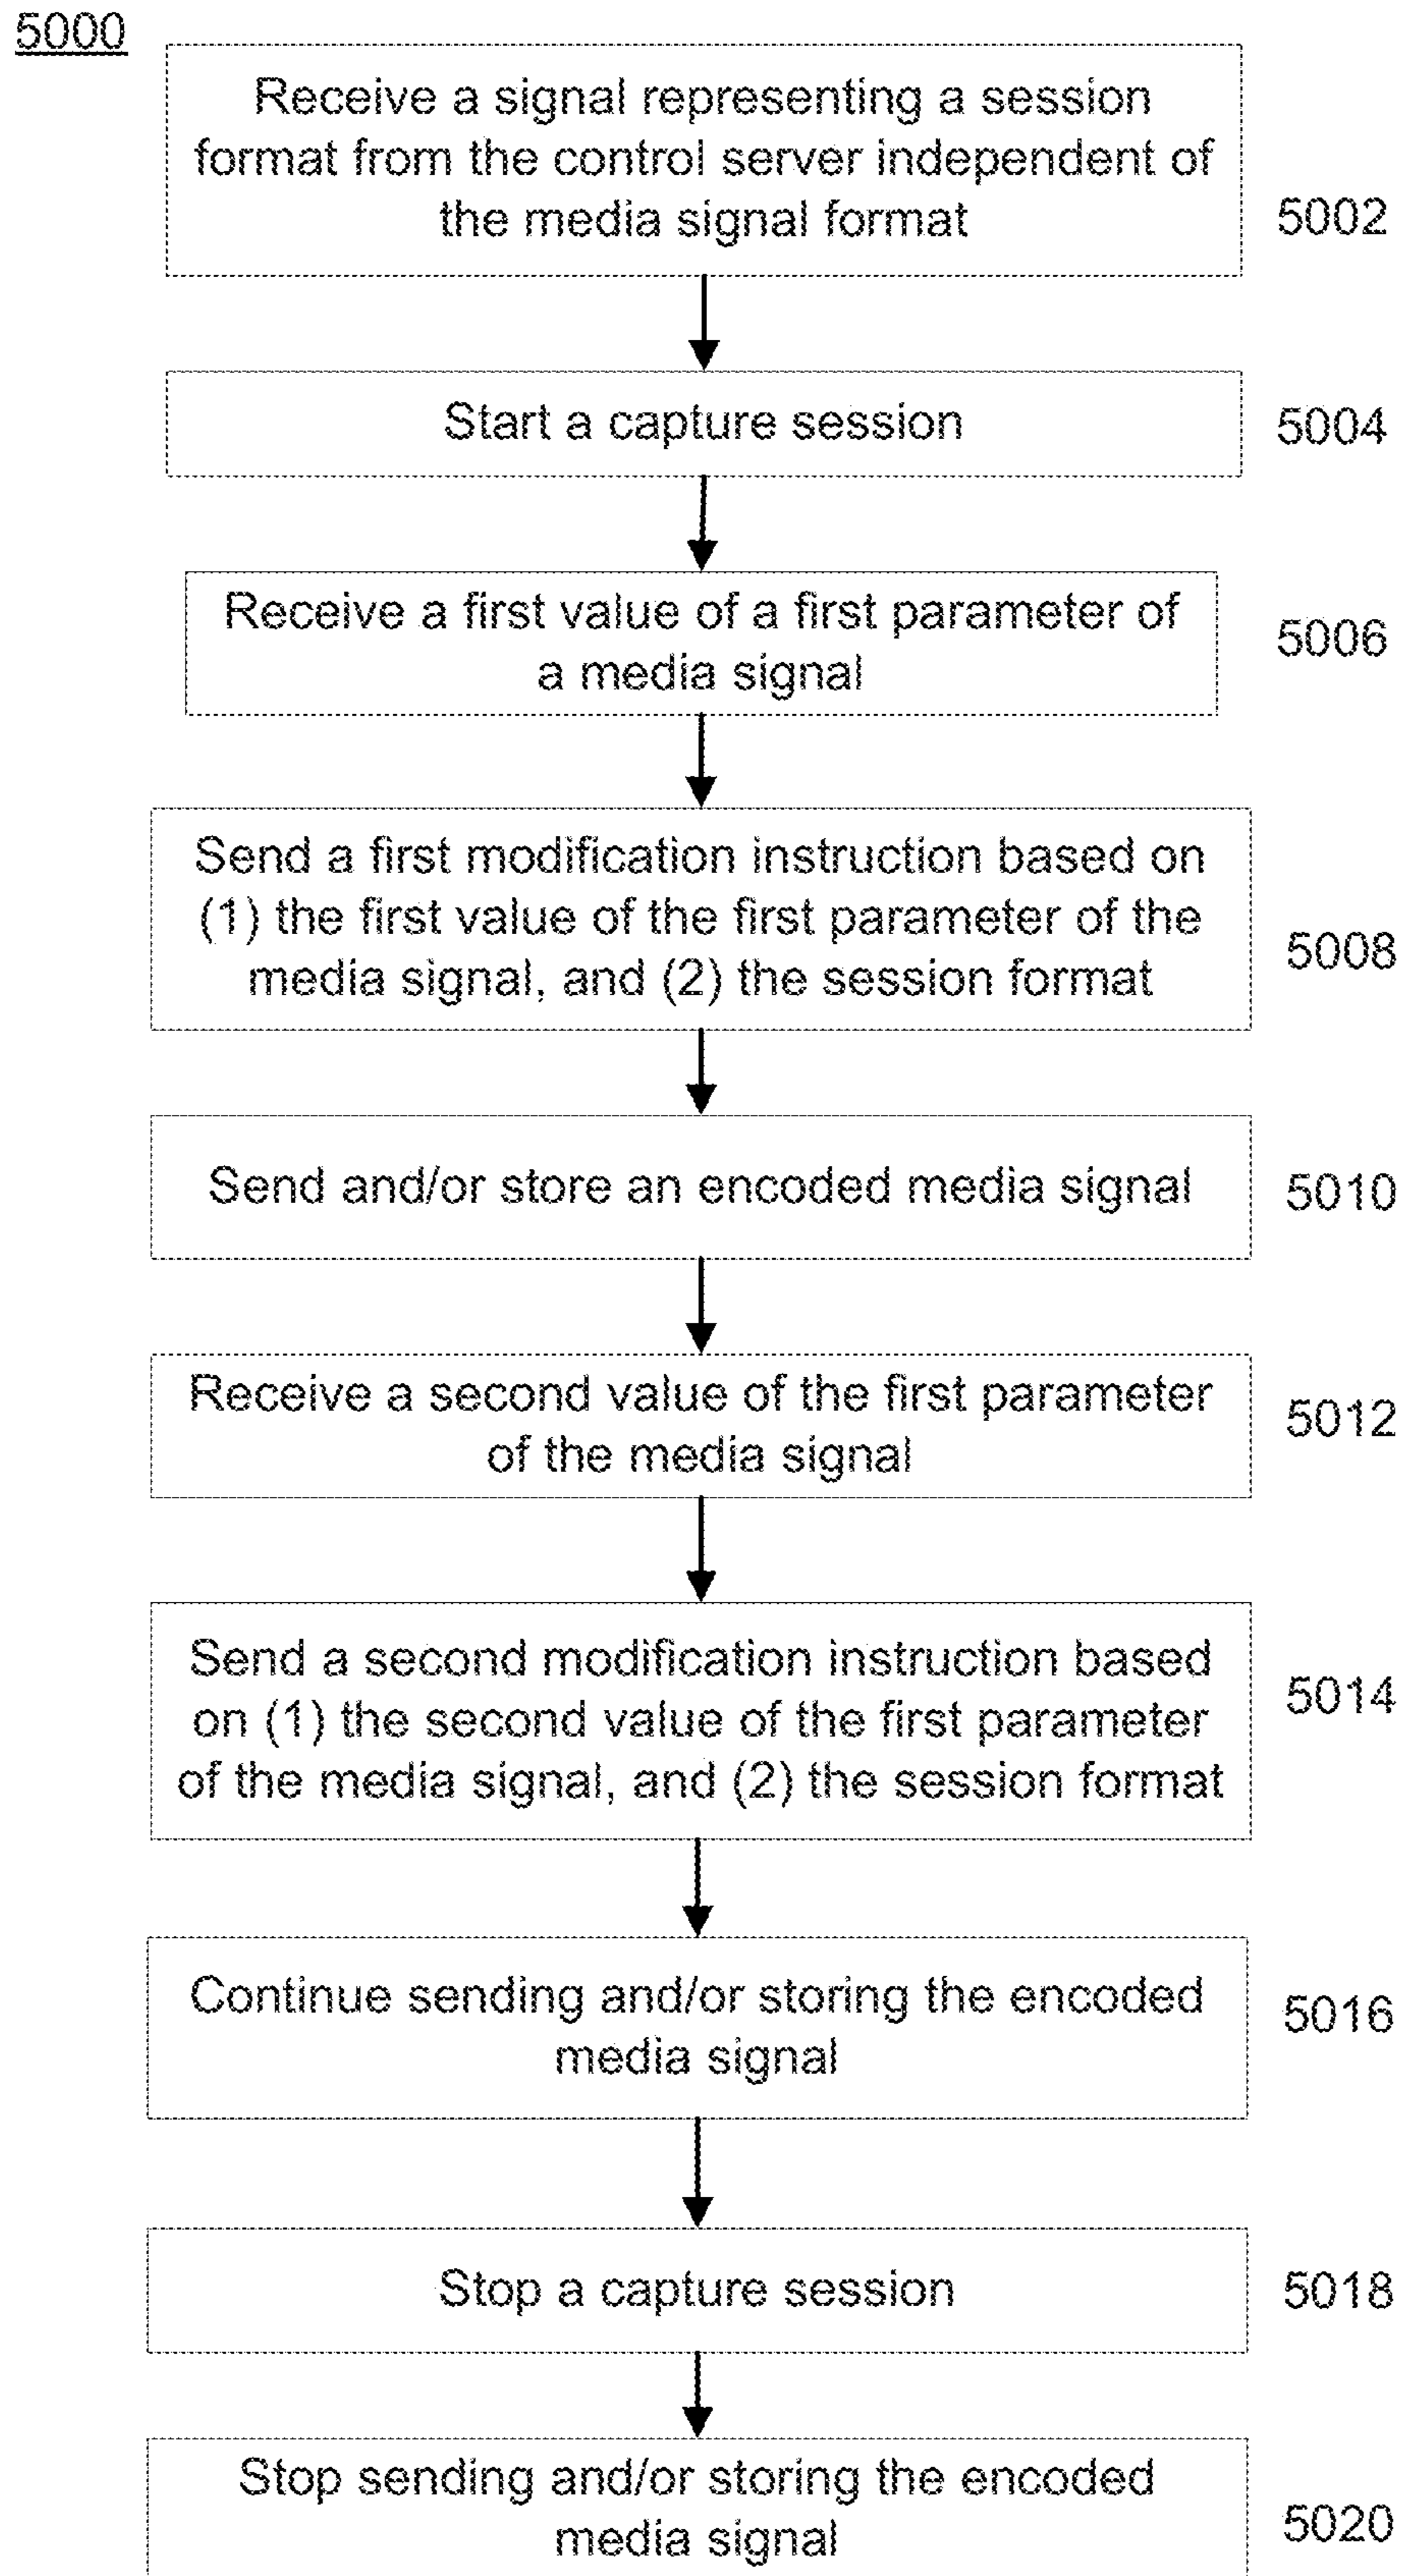 5000
Receive a signal representing a session
format from the control server independent of
the media signal format
5002
Start a capture session
5004
Receive a first value of a first parameter of
a media signal
5006
Send a first modification instruction based on
(1) the first value of the first parameter of the
media signal, and (2) the session format
5008
Send and/or store an encoded media signal
5010
Receive a second value of the first parameter
of the media signal
5012
Send a second modification instruction based
on (1) the second value of the first parameter
of the media signal, and (2) the session format
5014
Continue sending and/or storing the encoded
media signal
5016
Stop a capture session
5018
Stop sending and/or storing the encoded
media signal
5020